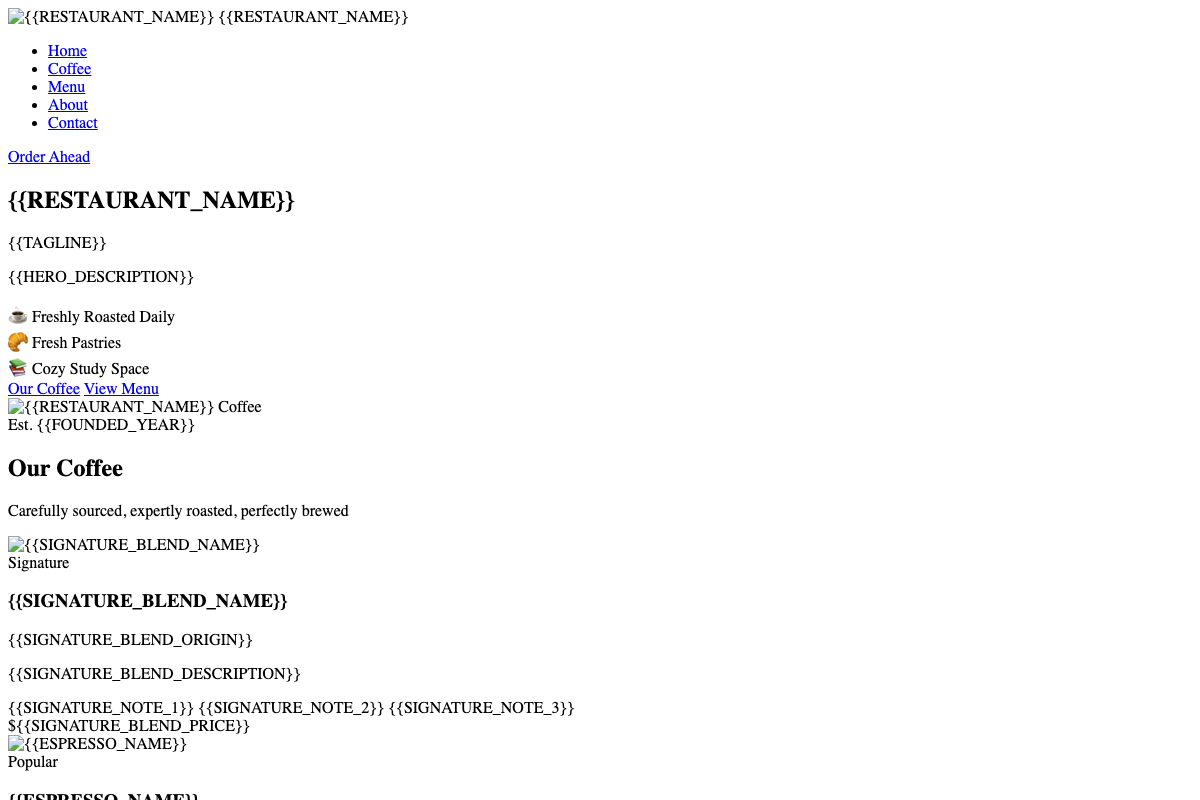 {{RESTAURANT_NAME}} {{RESTAURANT_NAME}}
Home
Coffee
Menu
About
Contact
Order Ahead
{{RESTAURANT_NAME}}
{{TAGLINE}}
{{HERO_DESCRIPTION}}
☕ Freshly Roasted Daily
🥐 Fresh Pastries
📚 Cozy Study Space
Our Coffee View Menu
{{RESTAURANT_NAME}} Coffee
Est. {{FOUNDED_YEAR}}
Our Coffee
Carefully sourced, expertly roasted, perfectly brewed
{{SIGNATURE_BLEND_NAME}}
Signature
{{SIGNATURE_BLEND_NAME}}
{{SIGNATURE_BLEND_ORIGIN}}
{{SIGNATURE_BLEND_DESCRIPTION}}
{{SIGNATURE_NOTE_1}} {{SIGNATURE_NOTE_2}} {{SIGNATURE_NOTE_3}}
${{SIGNATURE_BLEND_PRICE}}
{{ESPRESSO_NAME}}
Popular
{{ESPRESSO_NAME}}